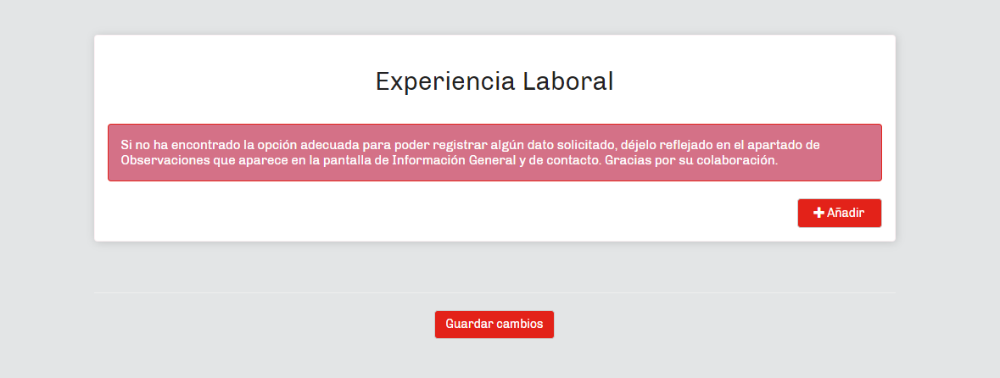 Experiencia Laboral
Si no ha encontrado la opción adecuada para poder registrar algún dato solicitado, déjelo reflejado en el apartado de
Observaciones que aparece en la pantalla de Información General y de contacto. Gracias por su colaboración.
Añadir
Guardar cambios